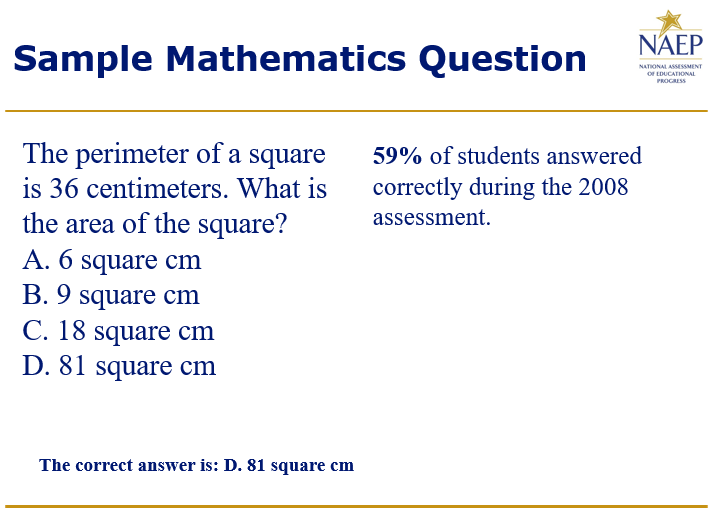 Sample Mathematics Question
NAEP
NATIONAL ASSESSMENT
OF EDUCATIONAL
PROGRESS
The perimeter of a square
is 36 centimeters. What is
the area of the square?
A. 6 square cm
B. 9 square cm
C. 18 square cm
D. 81 square cm
59% of students answered
correctly during the 2008
assessment.
The correct answer is: D. 81 square cm